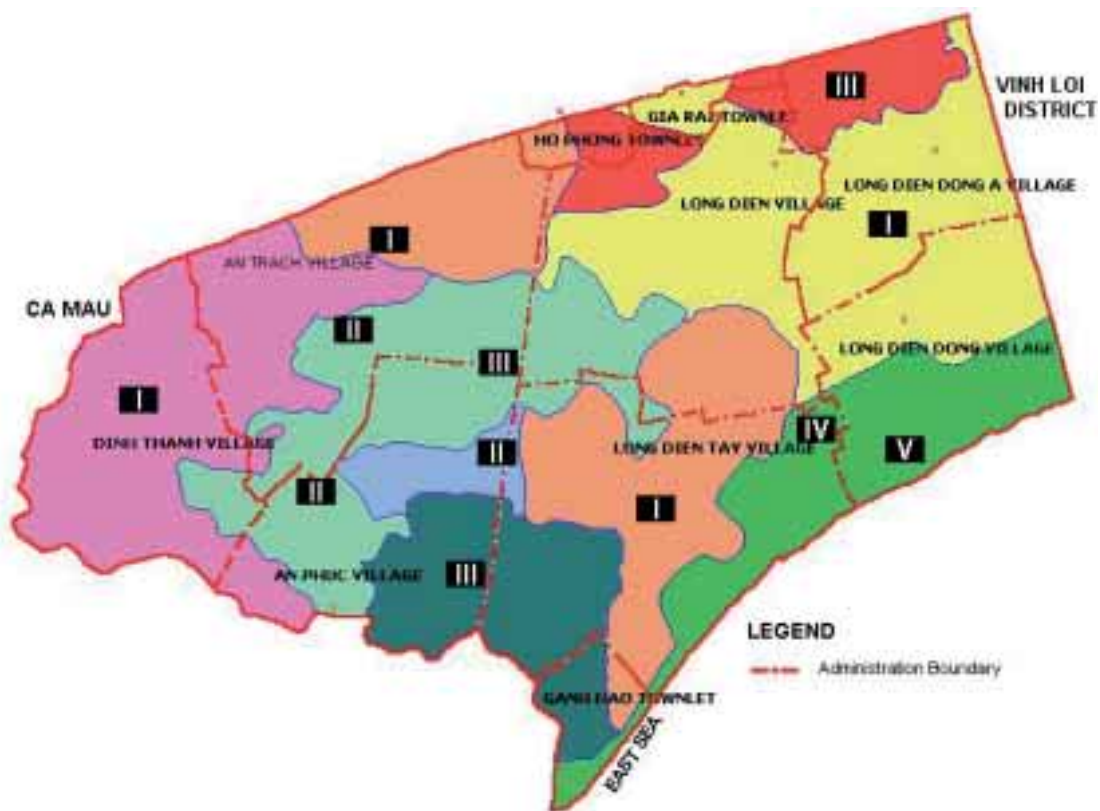 III
VINH LOI
DISTRICT
GIA RAI TOWNLET
HO PHONG TOWNLET
LONG DIEN DONG A VILLAGE
LONG DIEN VILLAGE
I
I
AN TRACH VILLAGE
CA MAU
II
III
LONG DIEN DONG VILLAGE
I
DINH THANH VILLAGE
II
LONG DIEN TAY VILLAGE
IV
V
II
I
AN PHUC VILLAGE
III
LEGEND
Administration Boundary
GANH HAO TOWNLET
EAST SEA